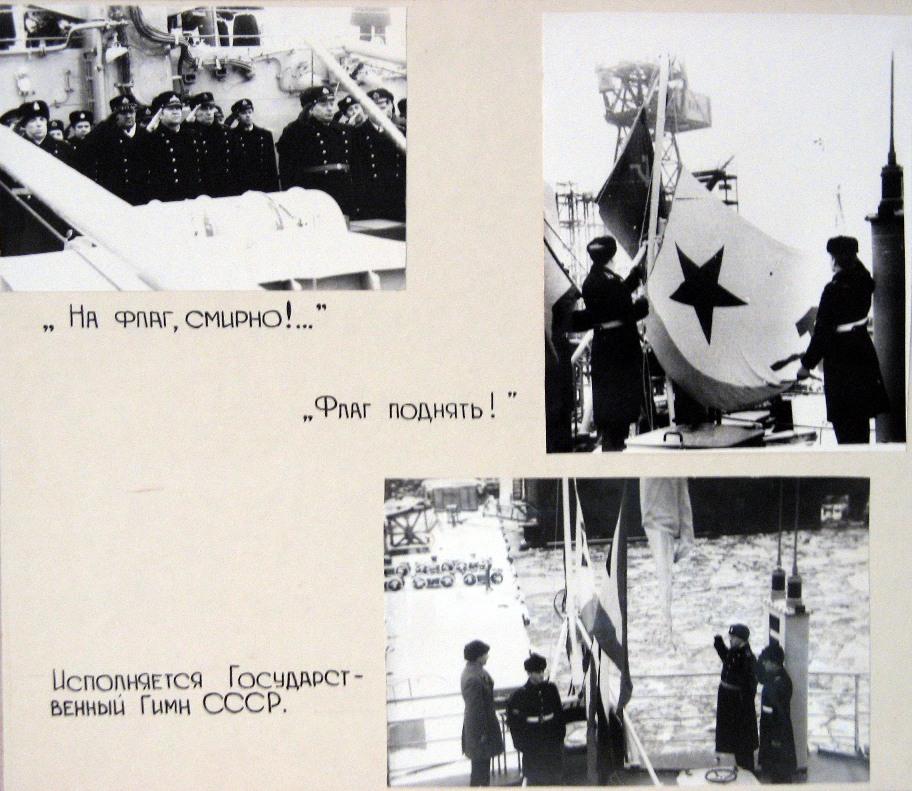 „ На флаг, смирно!..."
„Флаг поднять! "
Исполняется Государст-
венный Гимн СССР.